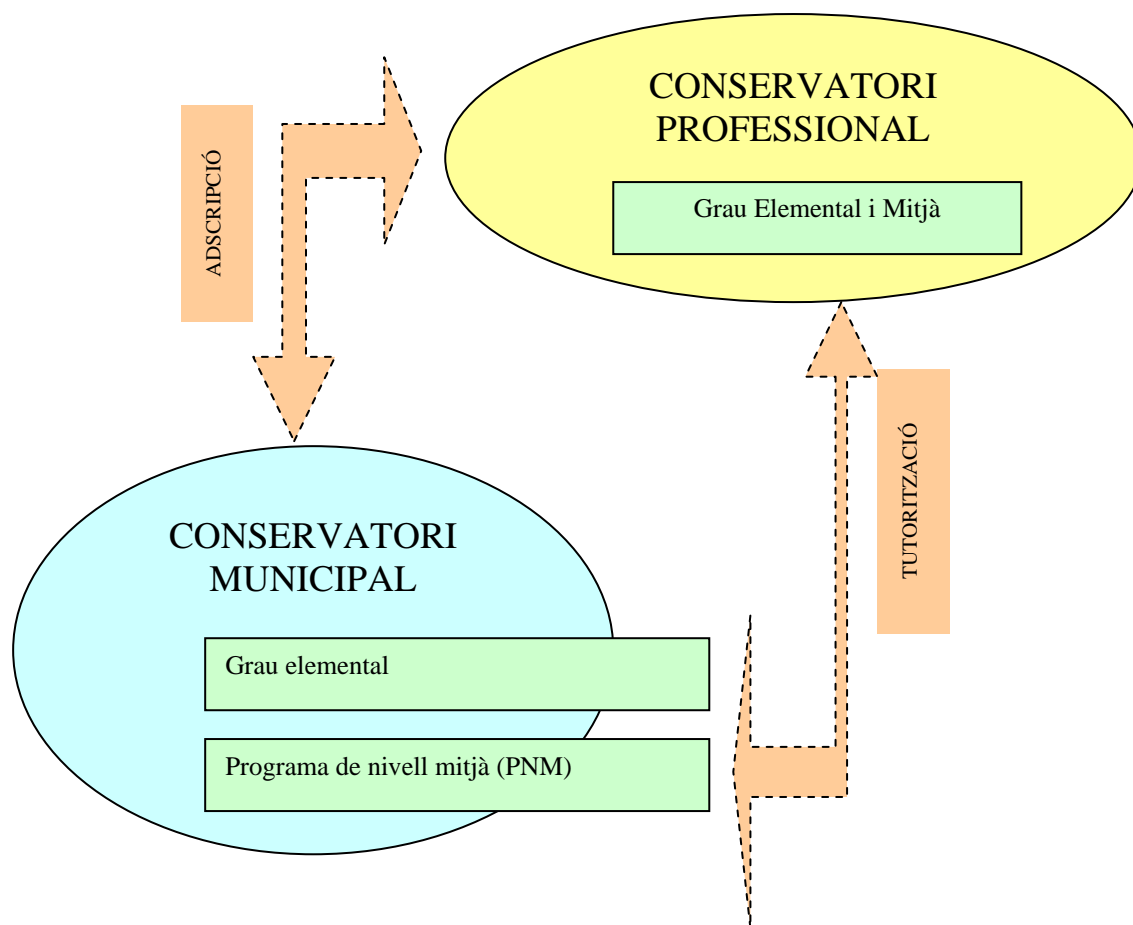 CONSERVATORI
PROFESSIONAL
Grau Elemental i Mitjà
ADSCRIPCIÓ
TUTORITZACIÓ
CONSERVATORI
MUNICIPAL
Grau elemental
Programa de nivell mitjà (PNM)